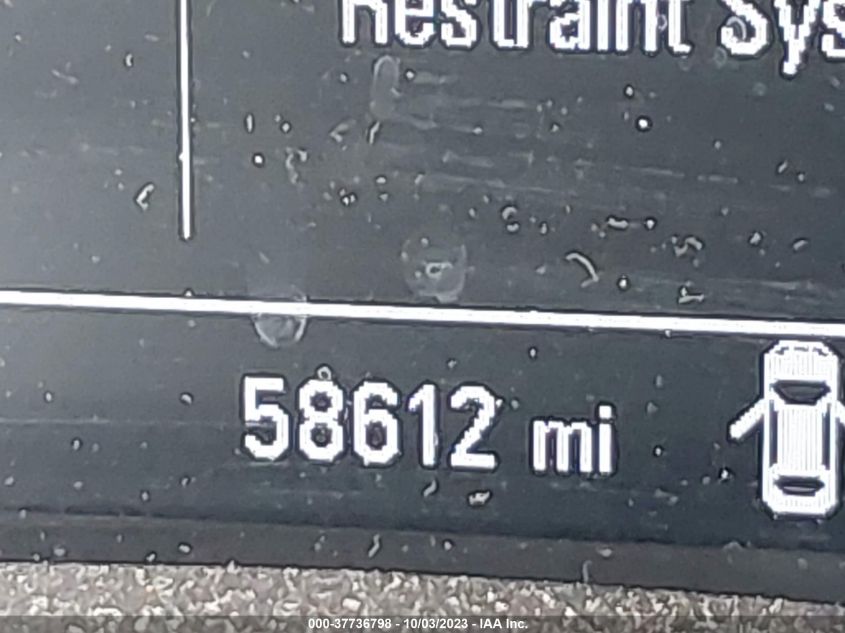 Restraint Sys
58612 mi
000-37736798 - 10/03/2023 - IAA Inc.